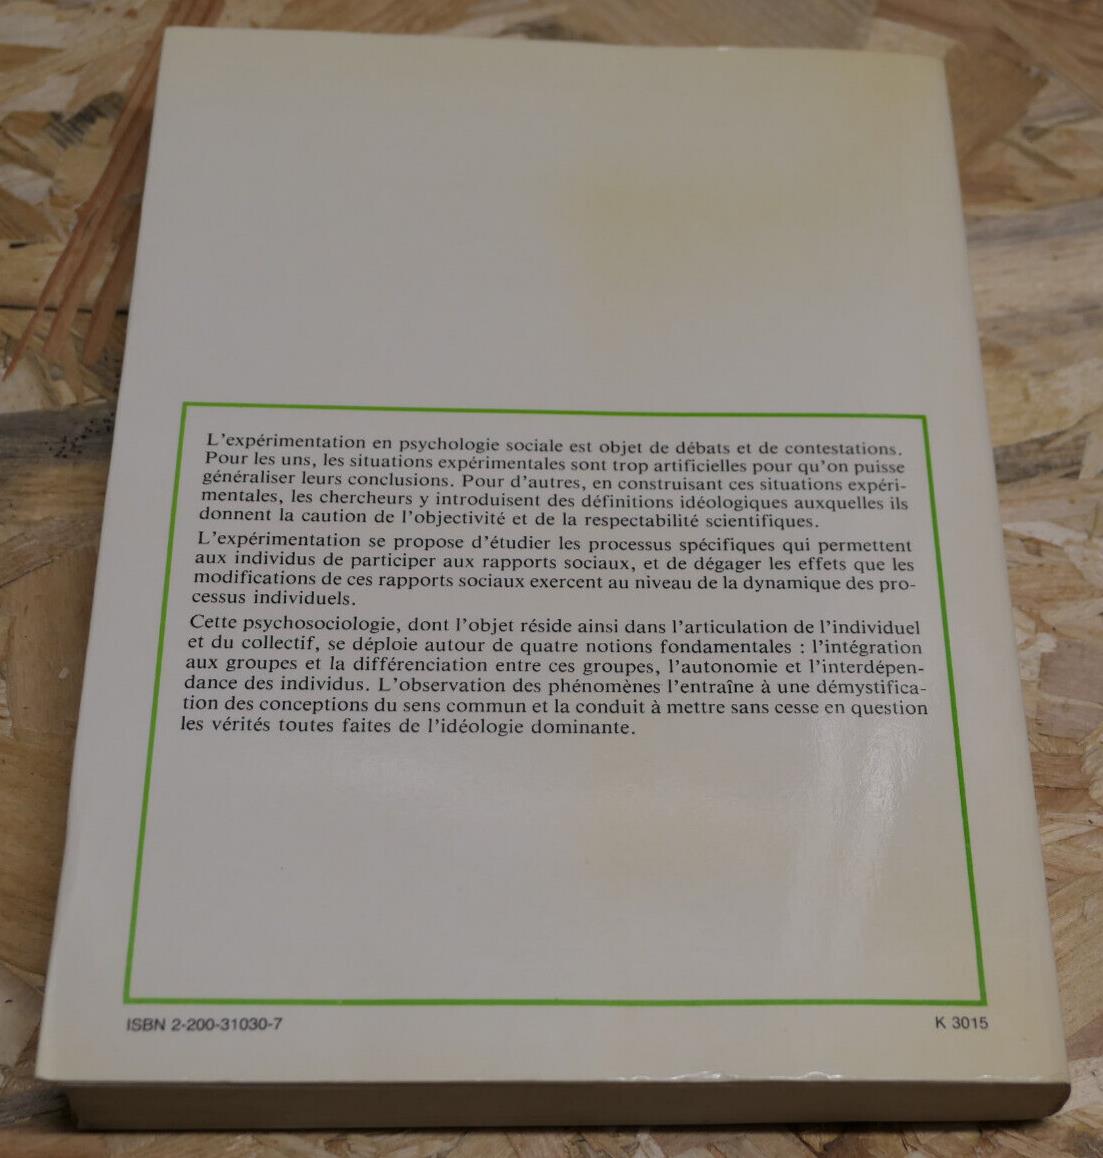 L'expérimentation en psychologie sociale est objet de débats et de contestations.
Pour les uns, les situations expérimentales sont trop artificielles pour qu'on puisse
généraliser leurs conclusions. Pour d'autres, en construisant ces situations expéri-
mentales, les chercheurs y introduisent des définitions idéologiques auxquelles ils
donnent la caution de l'objectivité et de la respectabilité scientifiques.
L'expérimentation se propose d'étudier les processus spécifiques qui permettent
aux individus de participer aux rapports sociaux, et de dégager les effets que les
modifications de ces rapports sociaux exercent au niveau de la dynamique des pro-
cessus individuels.
Cette psychosociologie, dont l'objet réside ainsi dans l'articulation de l'individuel
et du collectif, se déploie autour de quatre notions fondamentales : l'intégration
aux groupes et la différenciation entre ces groupes, l'autonomie et l'interdépen-
dance des individus. L'observation des phénomènes l'entraîne à une démystifica-
tion des conceptions du sens commun et la conduit à mettre sans cesse en question
les vérités toutes faites de l'idéologie dominante.
ISBN 2-200-31030-7
K 3015